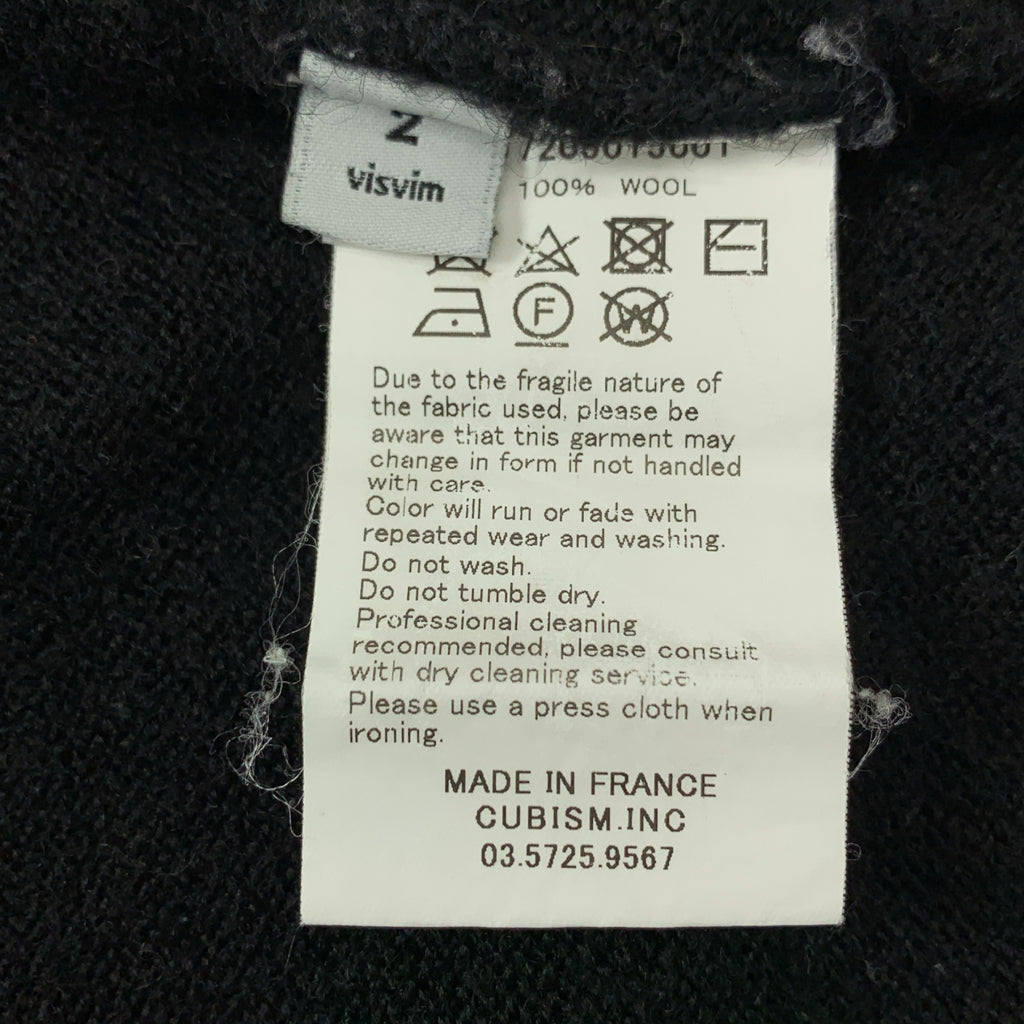 2
visvim
100% WOOL
F
W
Due to the fragile nature of
the fabric used, please be
aware that this garment may
change in form if not handled
with care.
Color will run or fade with
repeated wear and washing.
Do not wash.
Do not tumble dry.
Professional cleaning
recommended, please consult
with dry cleaning service.
Please use a press cloth when
ironing.
MADE IN FRANCE
CUBISM.INC
03.5725.9567